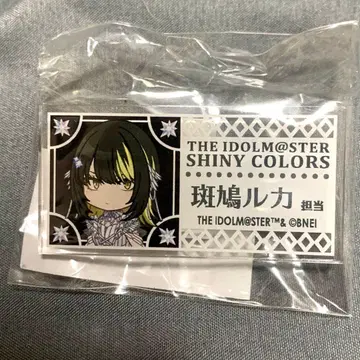 THE IDOLM@STER
SHINY COLORS
斑鳩ルカ 担当
THE IDOLM@STER™& ©BNEI